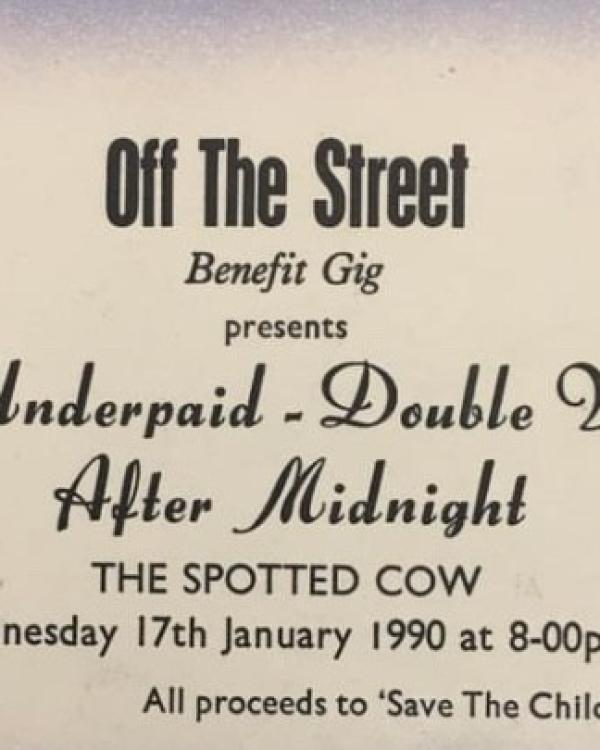 Off The Street
Benefit Gig
presents
Underpaid - Double
After Midnight
THE SPOTTED COW
nesday 17th January 1990 at 8-00p
All proceeds to ‘Save The Chil